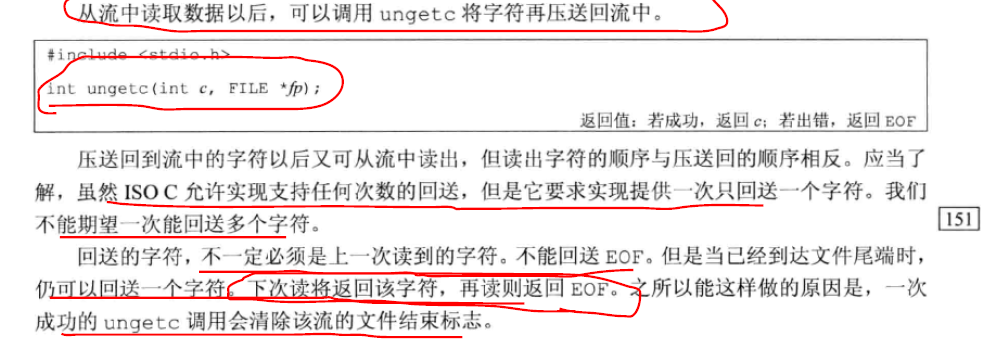 从流中读取数据以后，可以调用 ungetc 将字符再压送回流中。
#include <stdio.h>
int ungetc(int c, FILE *fp);
返回值：若成功，返回 c；若出错，返回 EOF
压送回到流中的字符以后又可从流中读出，但读出字符的顺序与压送回的顺序相反。应当了
解，虽然 ISO C 允许实现支持任何次数的回送，但是它要求实现提供一次只回送一个字符。我们
不能期望一次能回送多个字符。
151
回送的字符，不一定必须是上一次读到的字符。不能回送 EOF。但是当已经到达文件尾端时，
仍可以回送一个字符。下次读将返回该字符，再读则返回 EOF。之所以能这样做的原因是，一次
成功的 ungetc 调用会清除该流的文件结束标志。